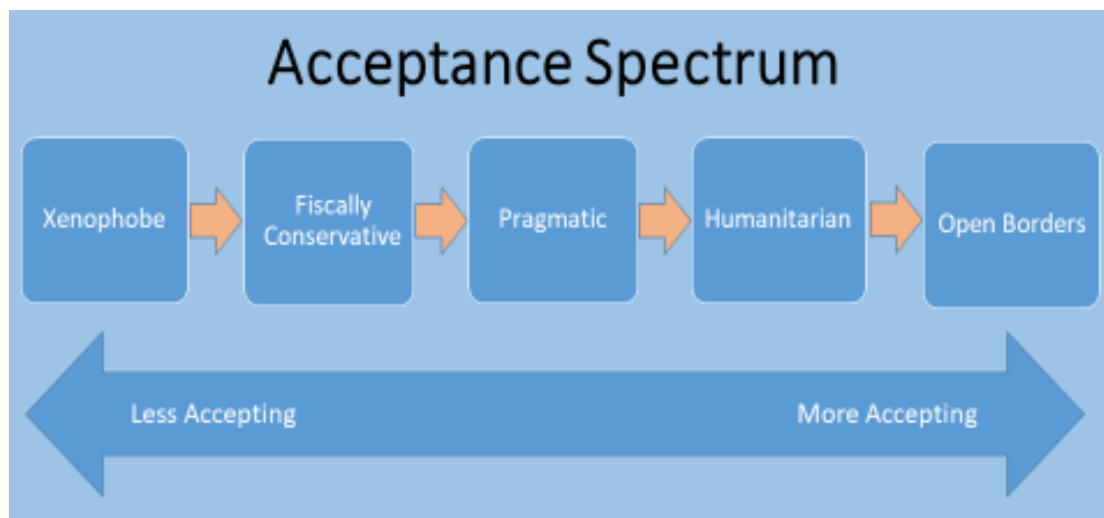 Acceptance Spectrum
Xenophobe
Fiscally
Conservative
Pragmatic
Humanitarian
Open Borders
Less Accepting
More Accepting